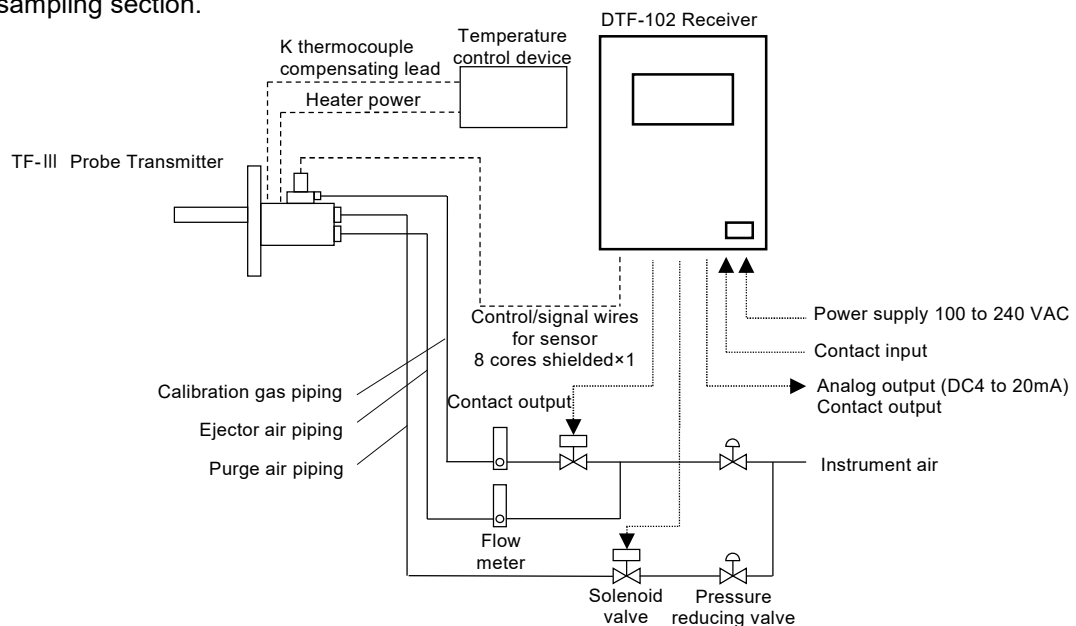 sampling section.
DTF-102 Receiver
Temperature
control device
K thermocouple
compensating lead
Heater power
TF-Ⅲ Probe Transmitter
Control/signal wires
for sensor
8 cores shielded×1
Power supply 100 to 240 VAC
Contact input
Analog output (DC4 to 20mA)
Contact output
Calibration gas piping
Ejector air piping
Purge air piping
Contact output
Instrument air
Flow
meter
Solenoid
valve
Pressure
reducing valve